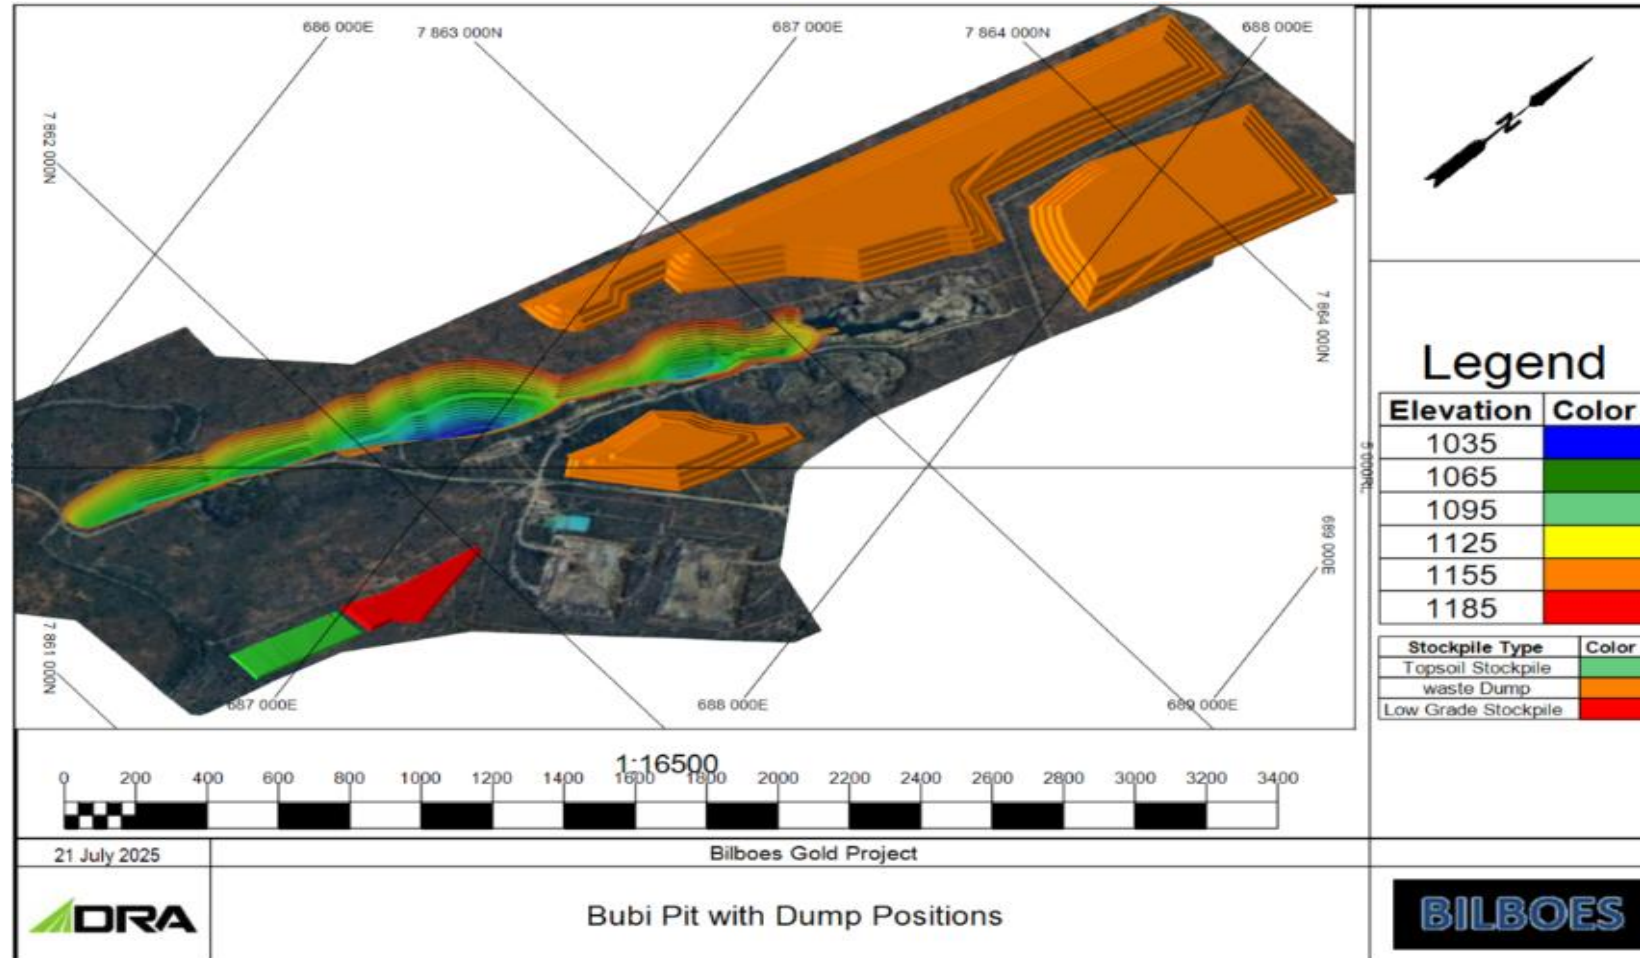 686 000E
7 863 000N
687 000E
7 864 000N
688 000E
7 862 000N
N
7 864 000N
Legend
Elevation Color
1035
1065
1095
1125
1155
1185
689 000E
Stockpile Type Color
Topsoil Stockpile
waste Dump
Low Grade Stockpile
7 861 000N
687 000E
688 000E
689 000E
1:16500
0 200 400 600 800 1000 1200 1400 1600 1800 2000 2200 2400 2600 2800 3000 3200 3400
21 July 2025
Bilboes Gold Project
DRA
Bubi Pit with Dump Positions
BILBOES